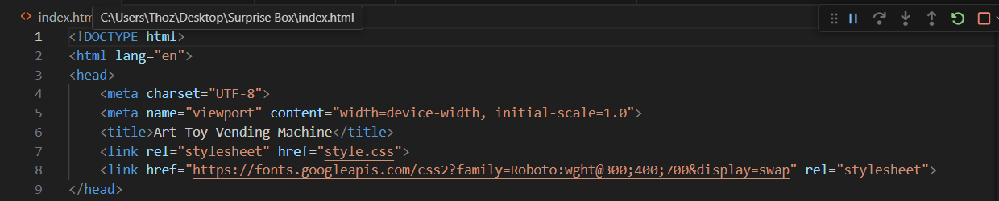 index.htm
C:\Users\Thoz\Desktop\Surprise Box\index.html
1 <!DOCTYPE html>
2 <html lang="en">
3 <head>
4     <meta charset="UTF-8">
5     <meta name="viewport" content="width=device-width, initial-scale=1.0">
6     <title>Art Toy Vending Machine</title>
7     <link rel="stylesheet" href="style.css">
8     <link href="https://fonts.googleapis.com/css2?family=Roboto:wght@300;400;700&display=swap" rel="stylesheet">
9 </head>